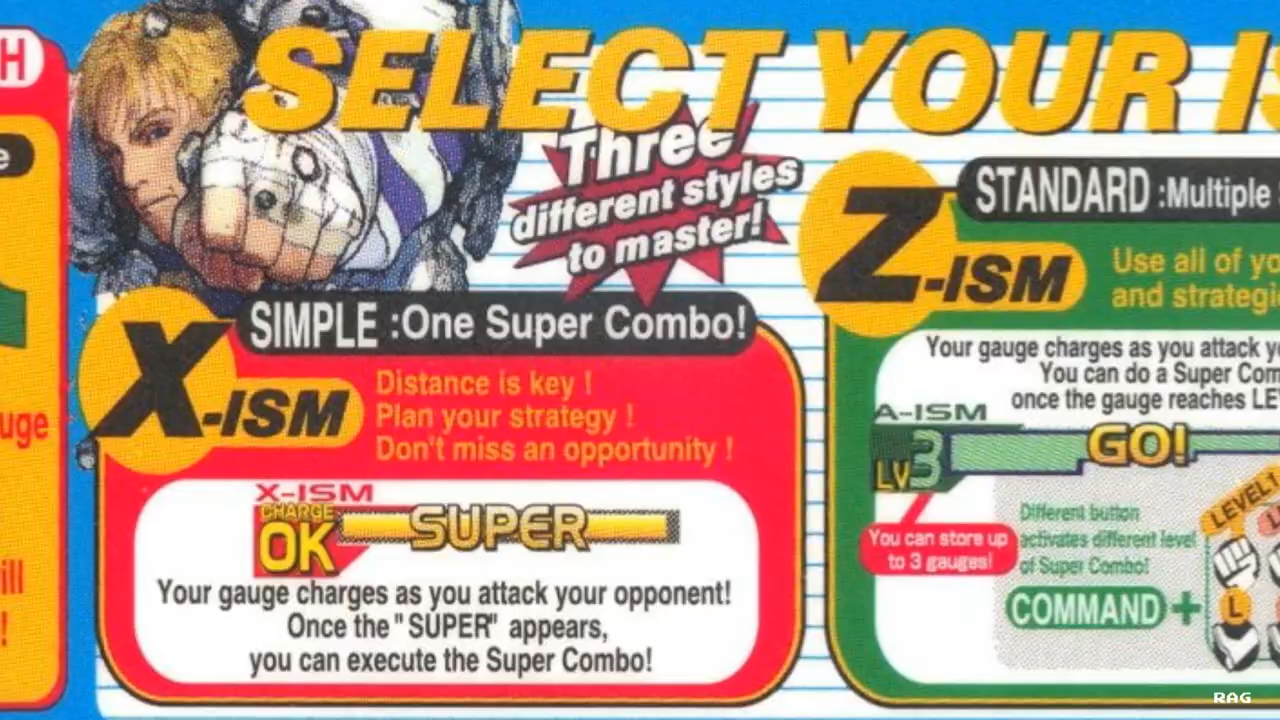 H
e
uge
ill
!
SELECT YOUR IS
Three
different styles
to master!
X-ISM
SIMPLE :One Super Combo!
Distance is key !
Plan your strategy !
Don't miss an opportunity !
X-ISM
CHARGE
OK
SUPER
Your gauge charges as you attack your opponent!
Once the "SUPER" appears,
you can execute the Super Combo!
Z-ISM
STANDARD :Multiple
Use all of yo
and strategi
Your gauge charges as you attack yo
You can do a Super Com
once the gauge reaches LE
A-ISM
LV3
GO!
You can store up
to 3 gauges!
Different button
activates different level
of Super Combo!
COMMAND +
LEVEL1
L
L
RAG